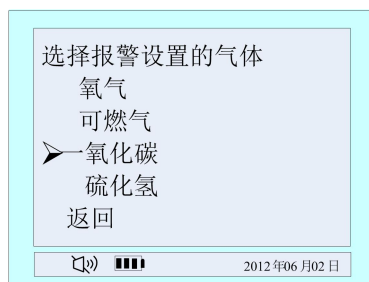 选择报警设置的气体
氧气
可燃气
一氧化碳
硫化氢
返回
2012年06月02日